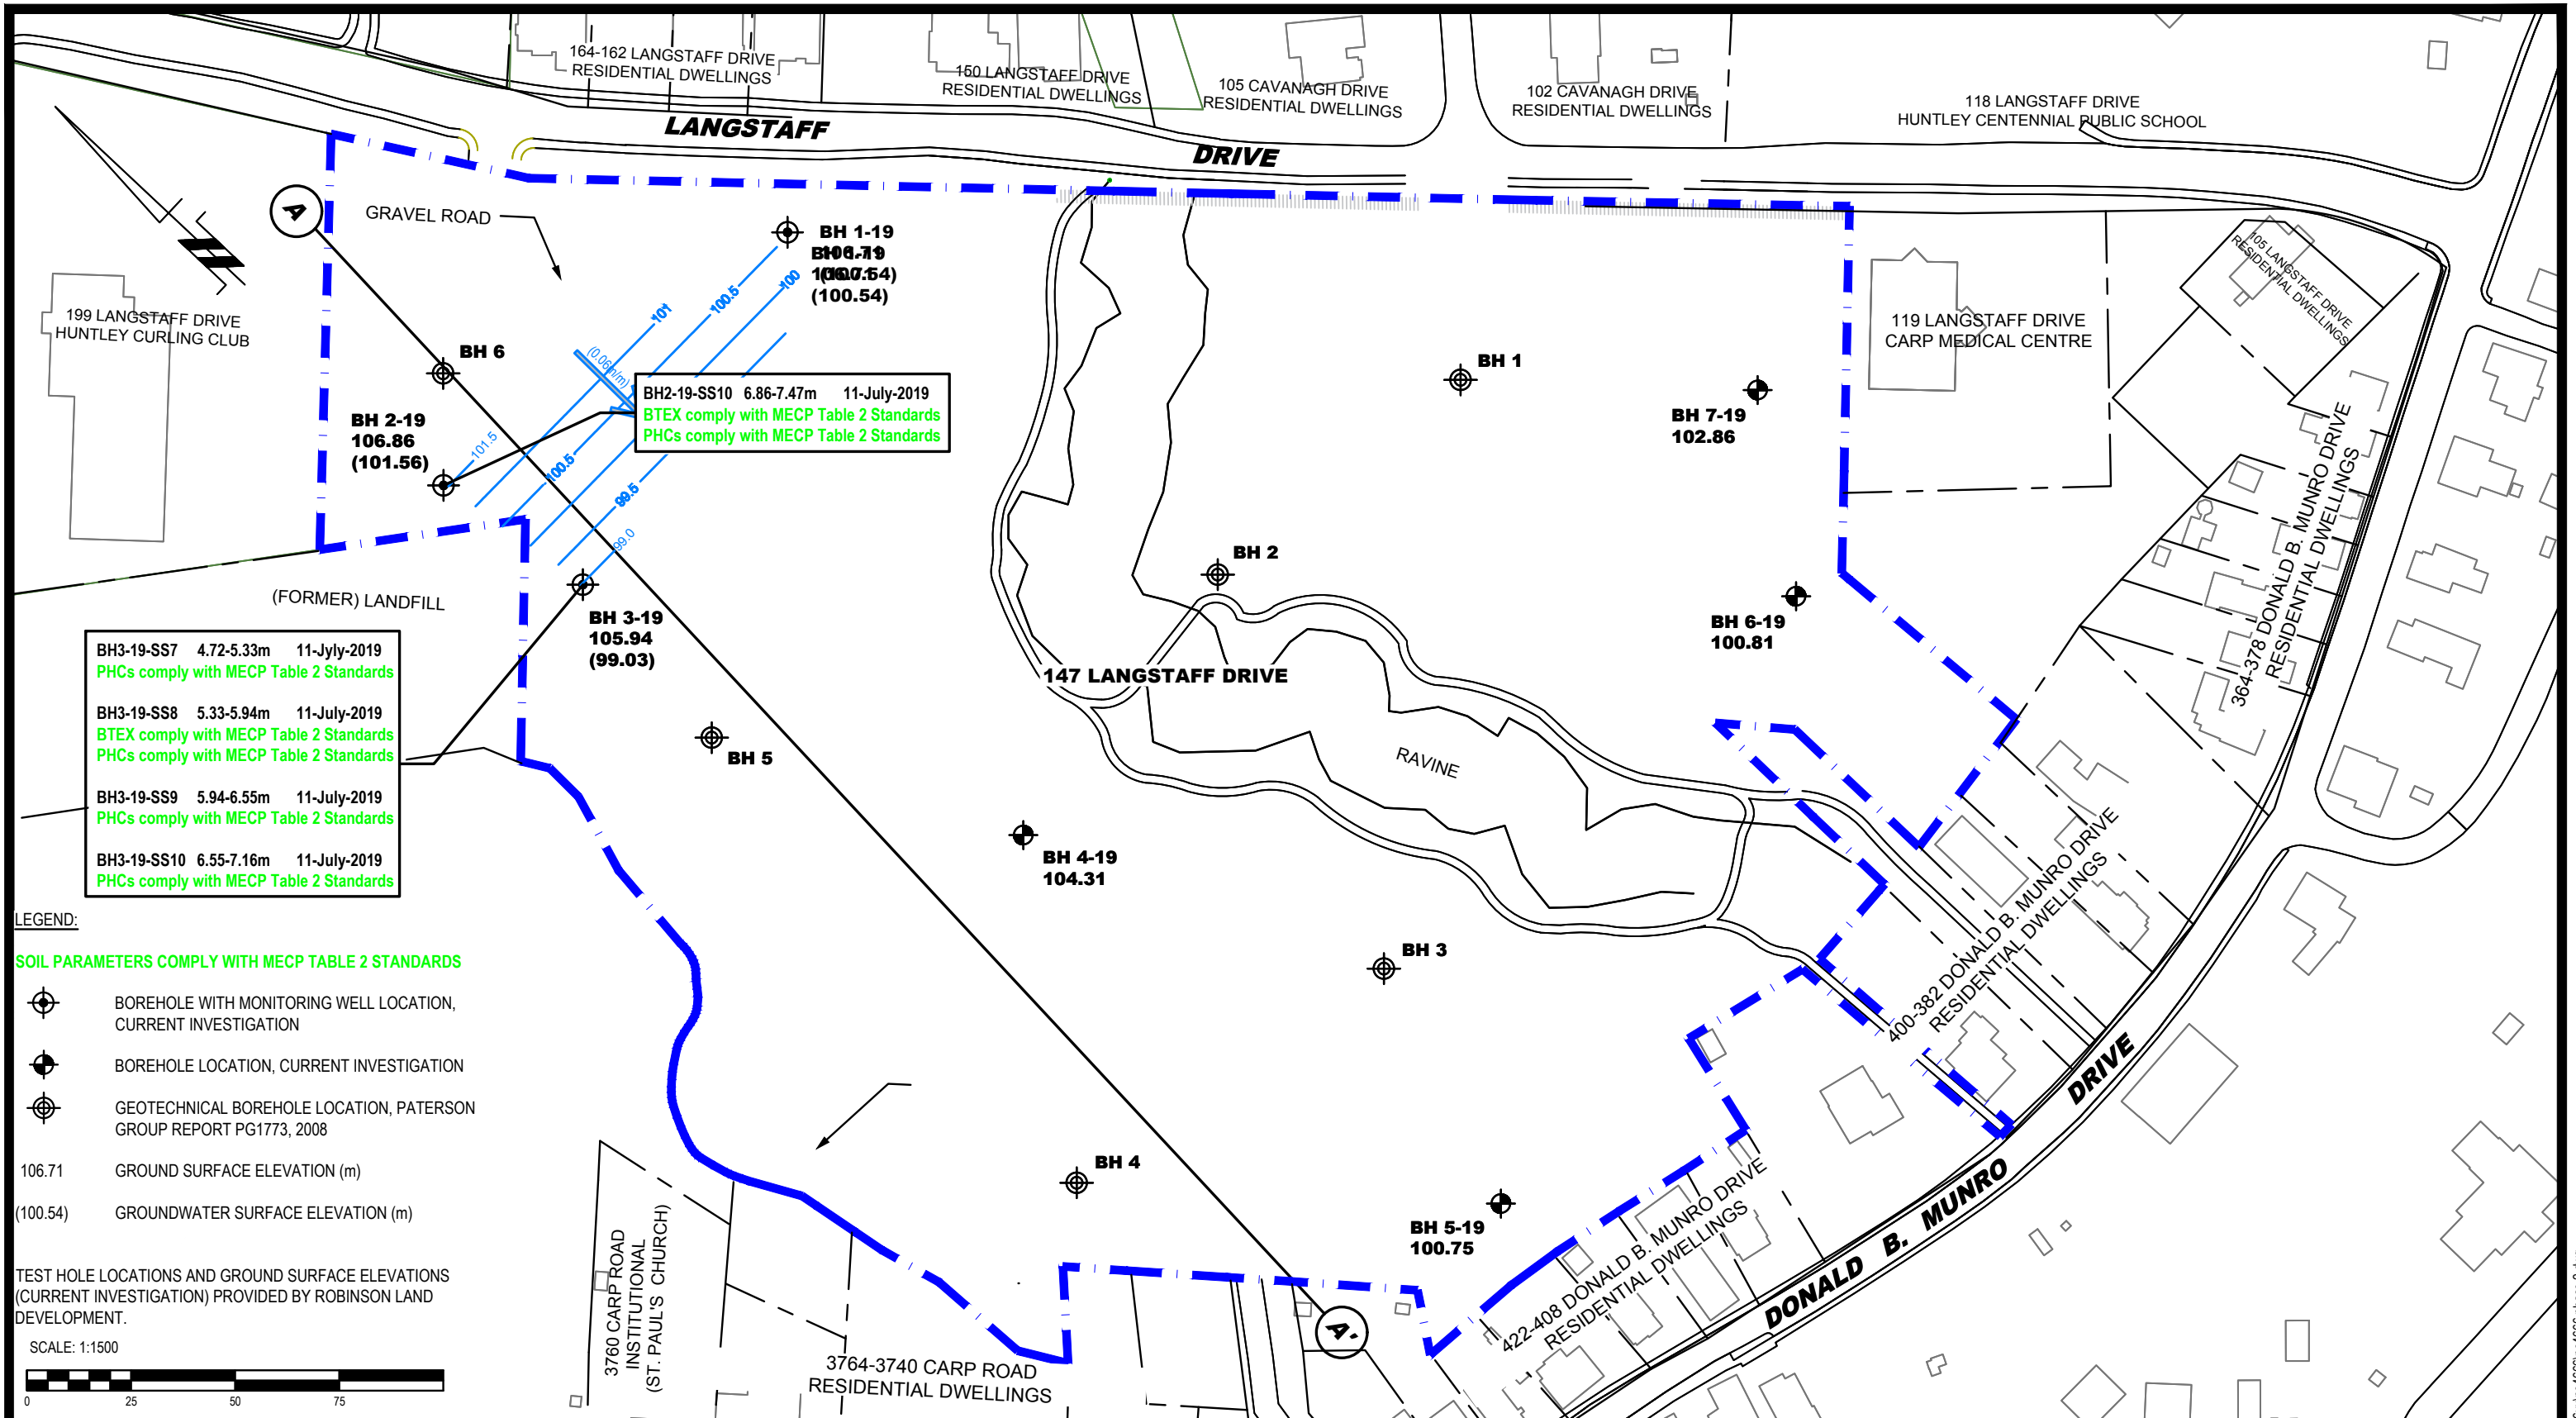 164-162 LANGSTAFF DRIVE
RESIDENTIAL DWELLINGS
150 LANGSTAFF DRIVE
RESIDENTIAL DWELLINGS
105 CAVANAGH DRIVE
RESIDENTIAL DWELLINGS
102 CAVANAGH DRIVE
RESIDENTIAL DWELLINGS
118 LANGSTAFF DRIVE
HUNTLEY CENTENNIAL PUBLIC SCHOOL
LANGSTAFF
DRIVE
A
GRAVEL ROAD
BH 1-19
(100.54)
199 LANGSTAFF DRIVE
HUNTLEY CURLING CLUB
101
100.5
100
BH 6
BH 2-19
106.86
(101.56)
101.5
100.5
99.5
99.0
(0.06m/m)
BH2-19-SS10 6.86-7.47m 11-July-2019
BTEX comply with MECP Table 2 Standards
PHCs comply with MECP Table 2 Standards
BH 1
BH 7-19
102.86
119 LANGSTAFF DRIVE
CARP MEDICAL CENTRE
105 LANGSTAFF DRIVE
RESIDENTIAL DWELLINGS
364-378 DONALD B. MUNRO DRIVE
RESIDENTIAL DWELLINGS
BH 2
BH 6-19
100.81
(FORMER) LANDFILL
BH 3-19
105.94
(99.03)
147 LANGSTAFF DRIVE
BH3-19-SS7 4.72-5.33m 11-Jyly-2019
PHCs comply with MECP Table 2 Standards
BH3-19-SS8 5.33-5.94m 11-July-2019
BTEX comply with MECP Table 2 Standards
PHCs comply with MECP Table 2 Standards
BH3-19-SS9 5.94-6.55m 11-July-2019
PHCs comply with MECP Table 2 Standards
BH3-19-SS10 6.55-7.16m 11-July-2019
PHCs comply with MECP Table 2 Standards
BH 5
RAVINE
BH 4-19
104.31
BH 3
400-382 DONALD B. MUNRO DRIVE
RESIDENTIAL DWELLINGS
BH 4
BH 5-19
100.75
422-408 DONALD B. MUNRO DRIVE
RESIDENTIAL DWELLINGS
DONALD B. MUNRO DRIVE
A'
3760 CARP ROAD
INSTITUTIONAL
(ST. PAUL'S CHURCH)
3764-3740 CARP ROAD
RESIDENTIAL DWELLINGS
LEGEND:
SOIL PARAMETERS COMPLY WITH MECP TABLE 2 STANDARDS
BOREHOLE WITH MONITORING WELL LOCATION,
CURRENT INVESTIGATION
BOREHOLE LOCATION, CURRENT INVESTIGATION
GEOTECHNICAL BOREHOLE LOCATION, PATERSON
GROUP REPORT PG1773, 2008
106.71 GROUND SURFACE ELEVATION (m)
(100.54) GROUNDWATER SURFACE ELEVATION (m)
TEST HOLE LOCATIONS AND GROUND SURFACE ELEVATIONS
(CURRENT INVESTIGATION) PROVIDED BY ROBINSON LAND
DEVELOPMENT.
SCALE: 1:1500
0 25 50 75